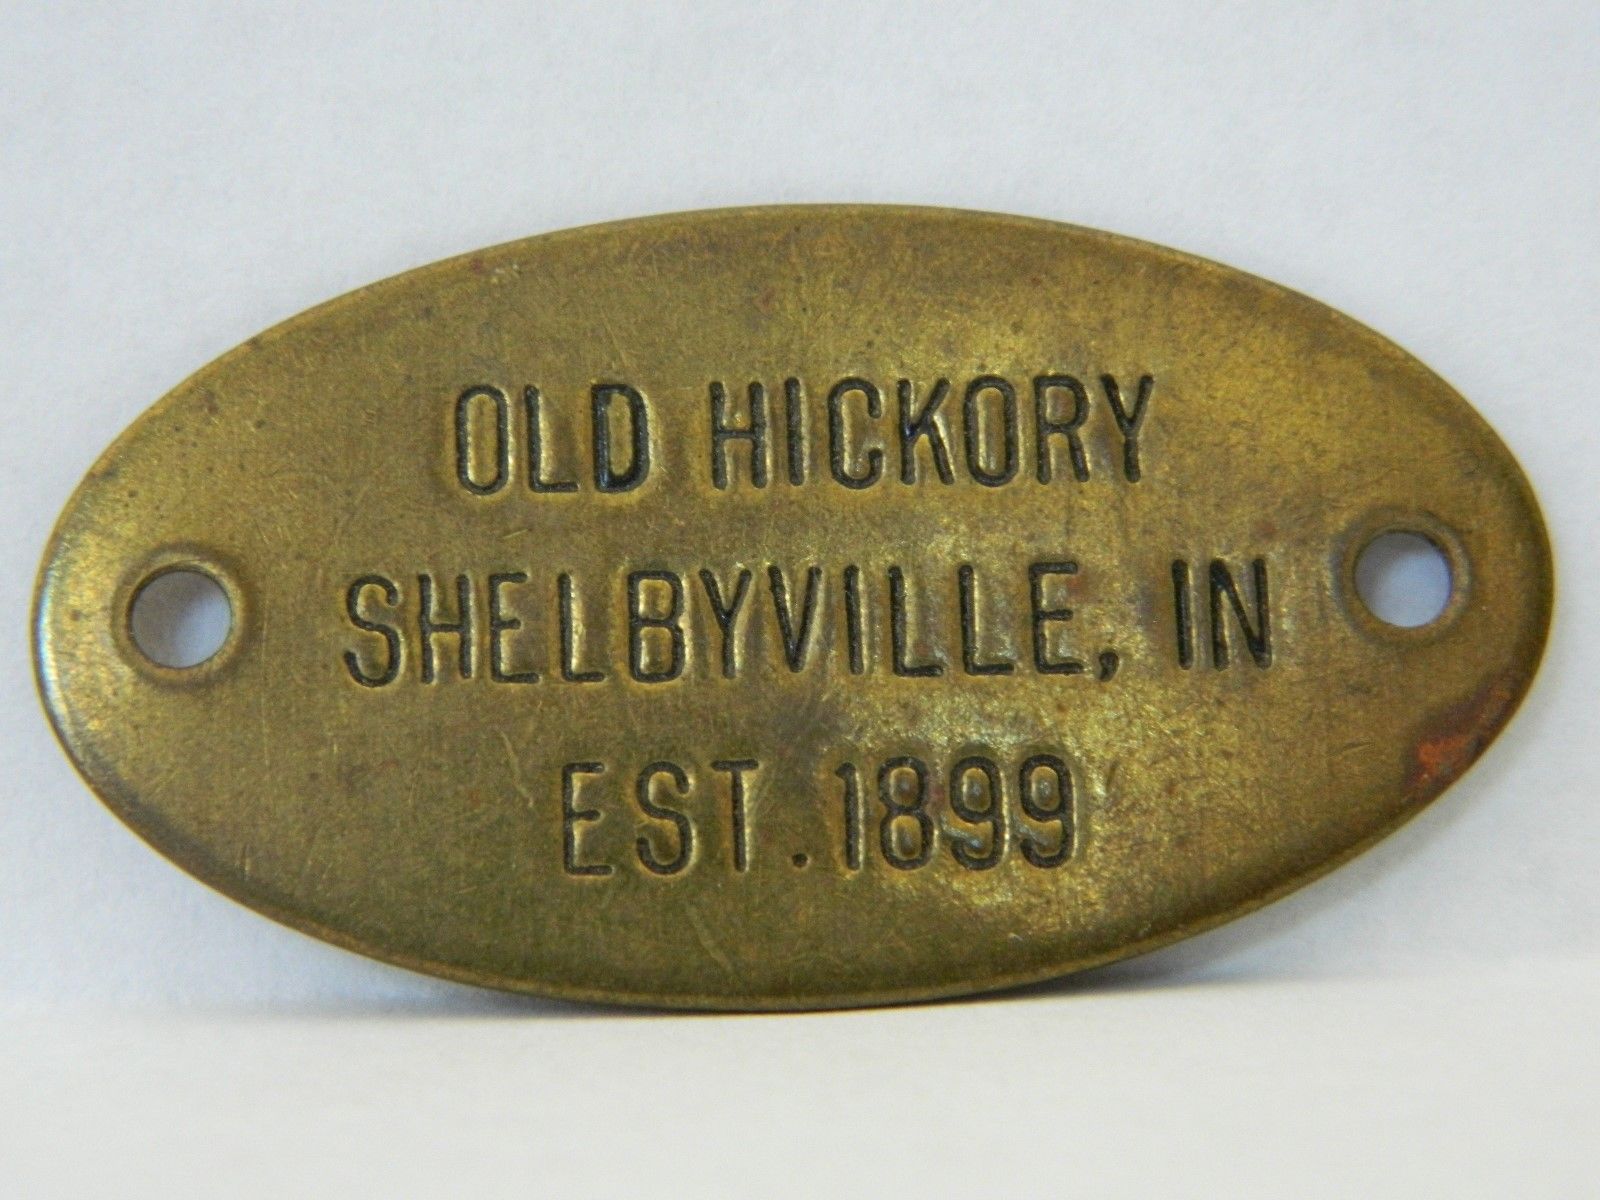 OLD HICKORY
SHELBYVILLE, IN
EST. 1899